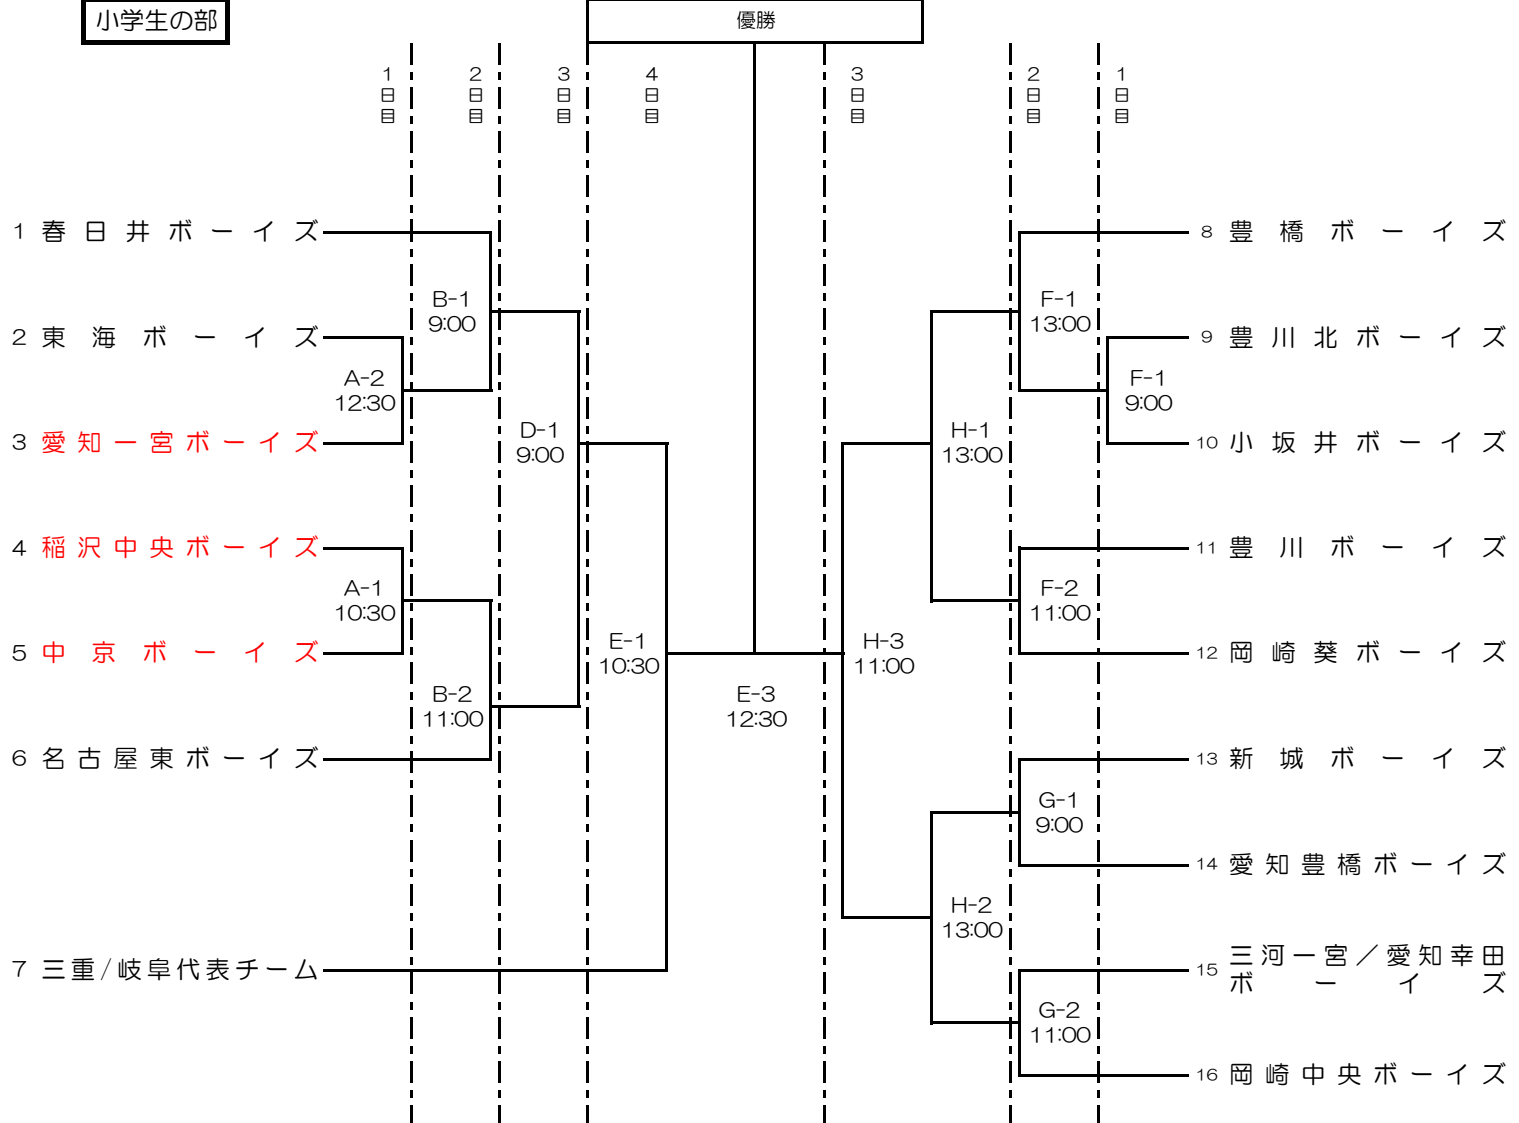 小学生の部
優勝
1日目
2日目
3日目
4日目
3日目
2日目
1日目
1 春日井ボーイズ
8 豊橋ボーイズ
B-1
9:00
F-1
13:00
2 東海ボーイズ
9 豊川北ボーイズ
A-2
12:30
F-1
9:00
3 愛知一宮ボーイズ
10 小坂井ボーイズ
D-1
9:00
H-1
13:00
4 稲沢中央ボーイズ
11 豊川ボーイズ
A-1
10:30
F-2
11:00
5 中京ボーイズ
12 岡崎葵ボーイズ
E-1
10:30
H-3
11:00
B-2
11:00
E-3
12:30
6 名古屋東ボーイズ
13 新城ボーイズ
G-1
9:00
14 愛知豊橋ボーイズ
H-2
13:00
7 三重/岐阜代表チーム
15 三河一宮／愛知幸田
ボーイズ
G-2
11:00
16 岡崎中央ボーイズ